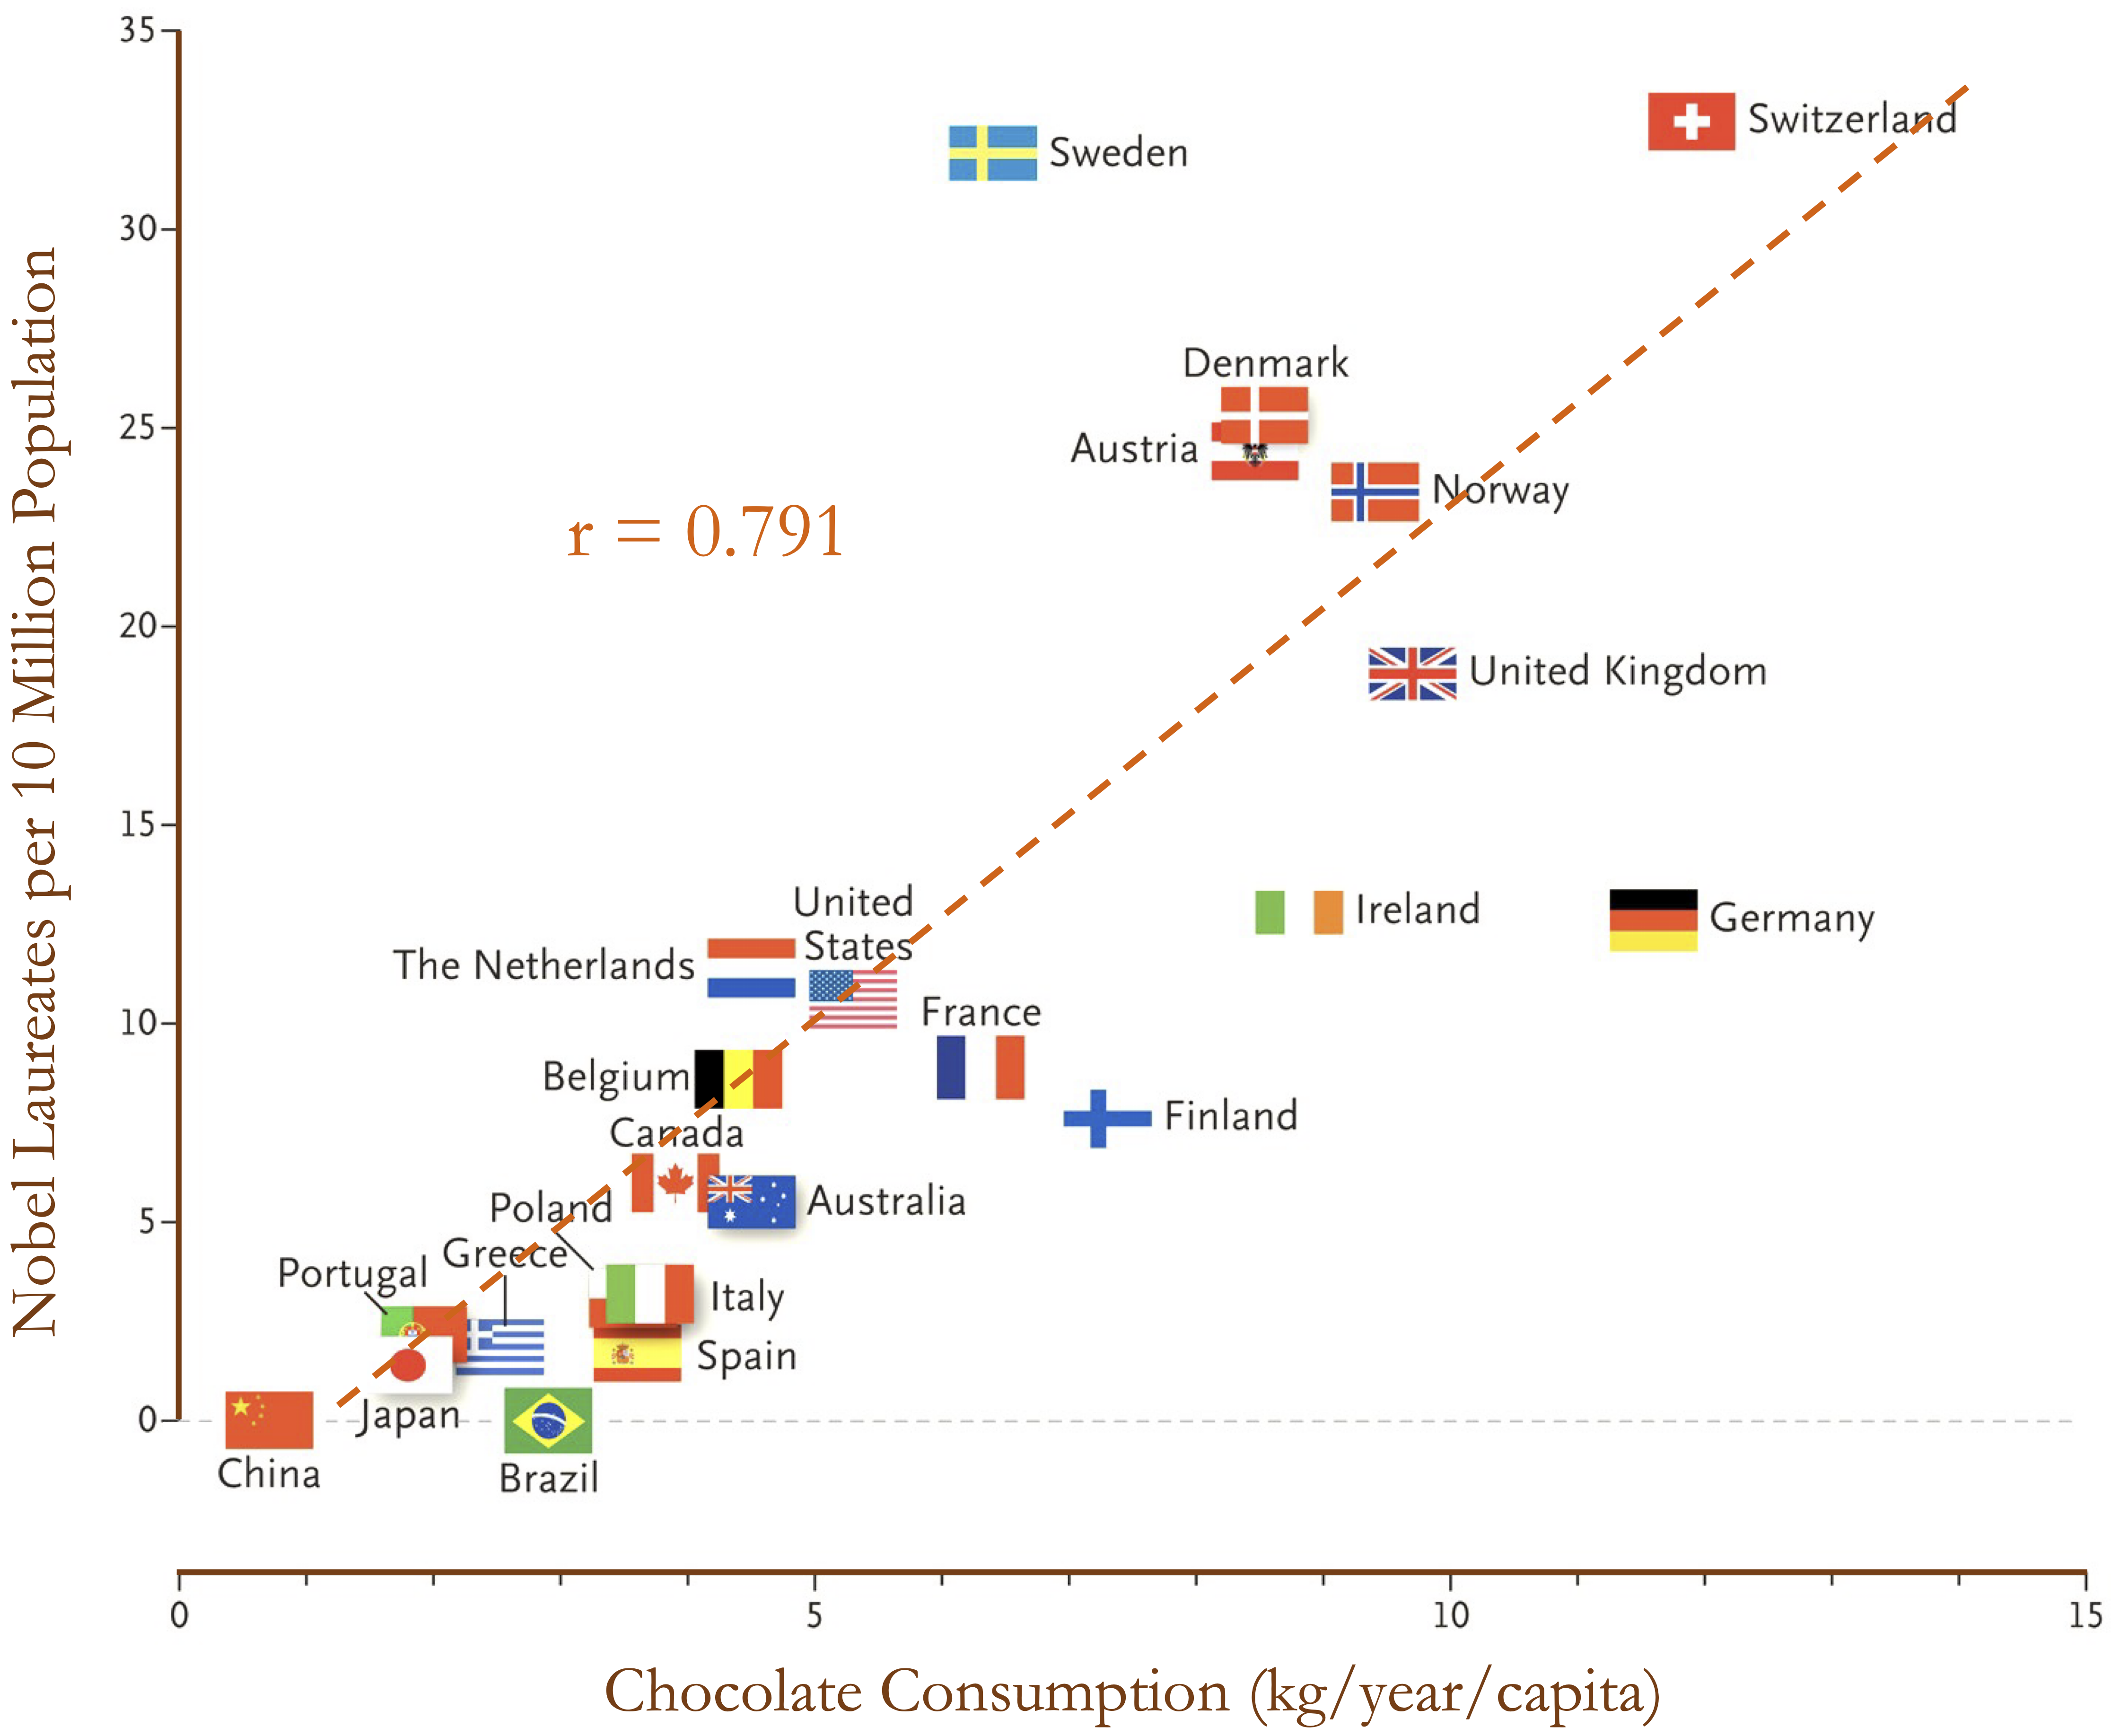 Nobel Laureates per 10 Million Population
35
30
25
20
15
10
5
0
Sweden
Switzerland
Denmark
Austria
Norway
r = 0.791
United Kingdom
United
States
The Netherlands
Ireland
Germany
France
Belgium
Finland
Canada
Poland
Australia
Greece
Portugal
Italy
Spain
Japan
China
Brazil
0
5
10
15
Chocolate Consumption (kg/year/capita)